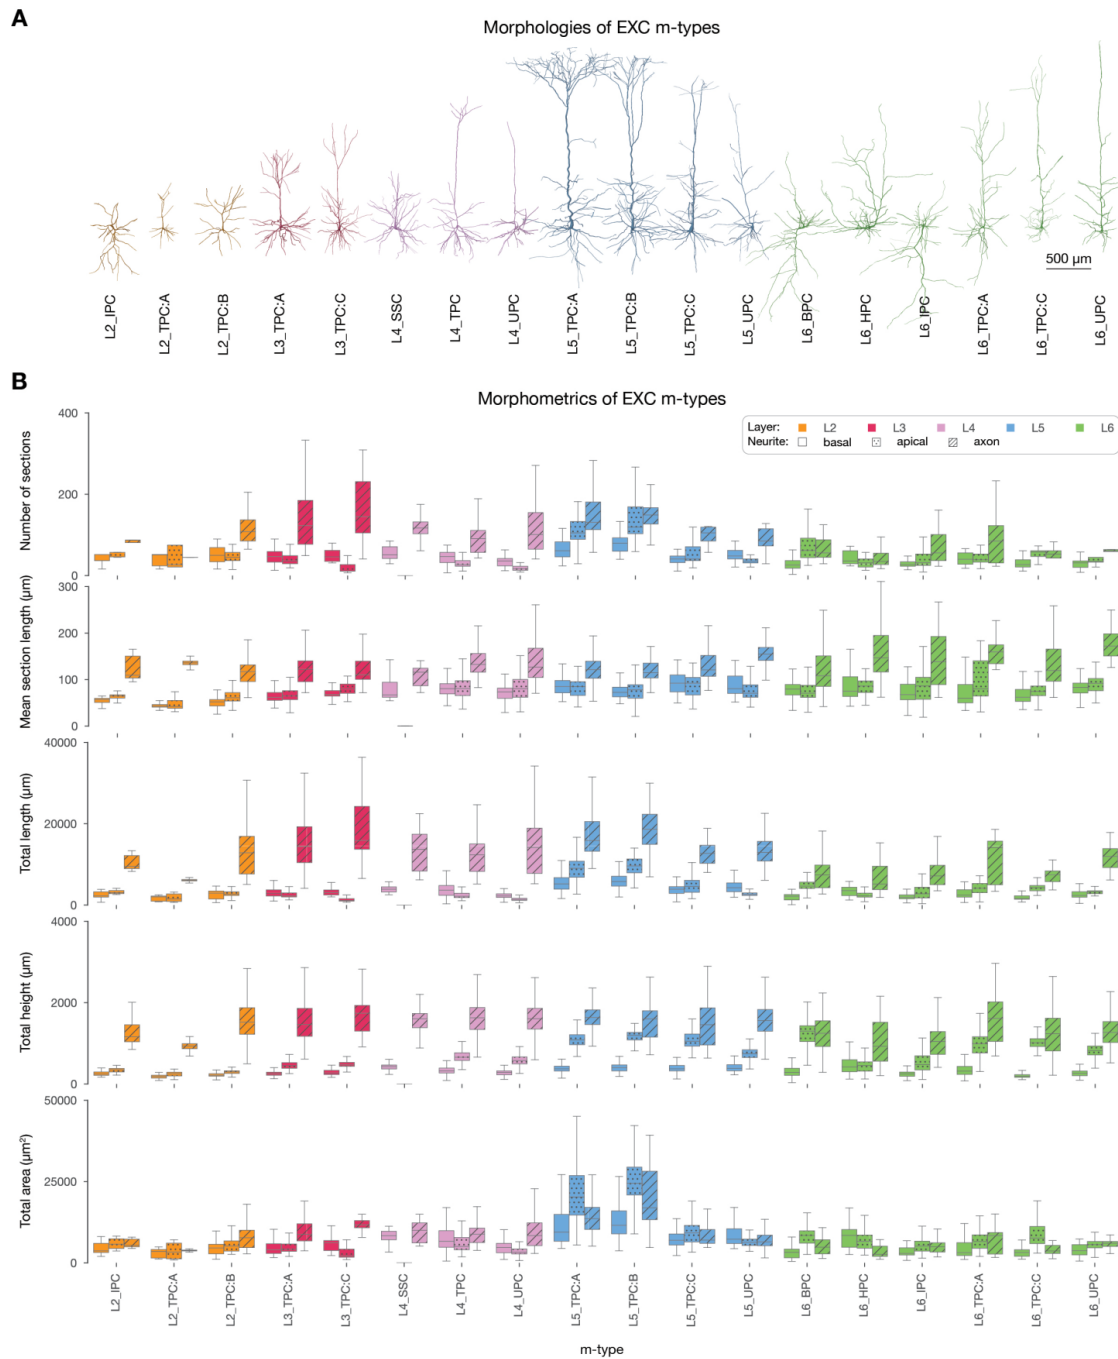 A
Morphologies of EXC m-types
500 µm
L2_IPC
L2_TPC:A
L2_TPC:B
L3_TPC:A
L3_TPC:C
L4_SSC
L4_TPC
L4_UPC
L5_TPC:A
L5_TPC:B
L5_TPC:C
L5_UPC
L6_BPC
L6_HPC
L6_IPC
L6_TPC:A
L6_TPC:C
L6_UPC
B
Morphometrics of EXC m-types
Layer: L2 L3 L4 L5 L6
Neurite: basal apical axon
Number of sections
400
200
0
Mean section length (µm)
300
200
100
0
Total length (µm)
40000
20000
0
Total height (µm)
4000
2000
0
Total area (µm²)
50000
25000
0
L2_IPC
L2_TPC:A
L2_TPC:B
L3_TPC:A
L3_TPC:C
L4_SSC
L4_TPC
L4_UPC
L5_TPC:A
L5_TPC:B
L5_TPC:C
L5_UPC
L6_BPC
L6_HPC
L6_IPC
L6_TPC:A
L6_TPC:C
L6_UPC
m-type